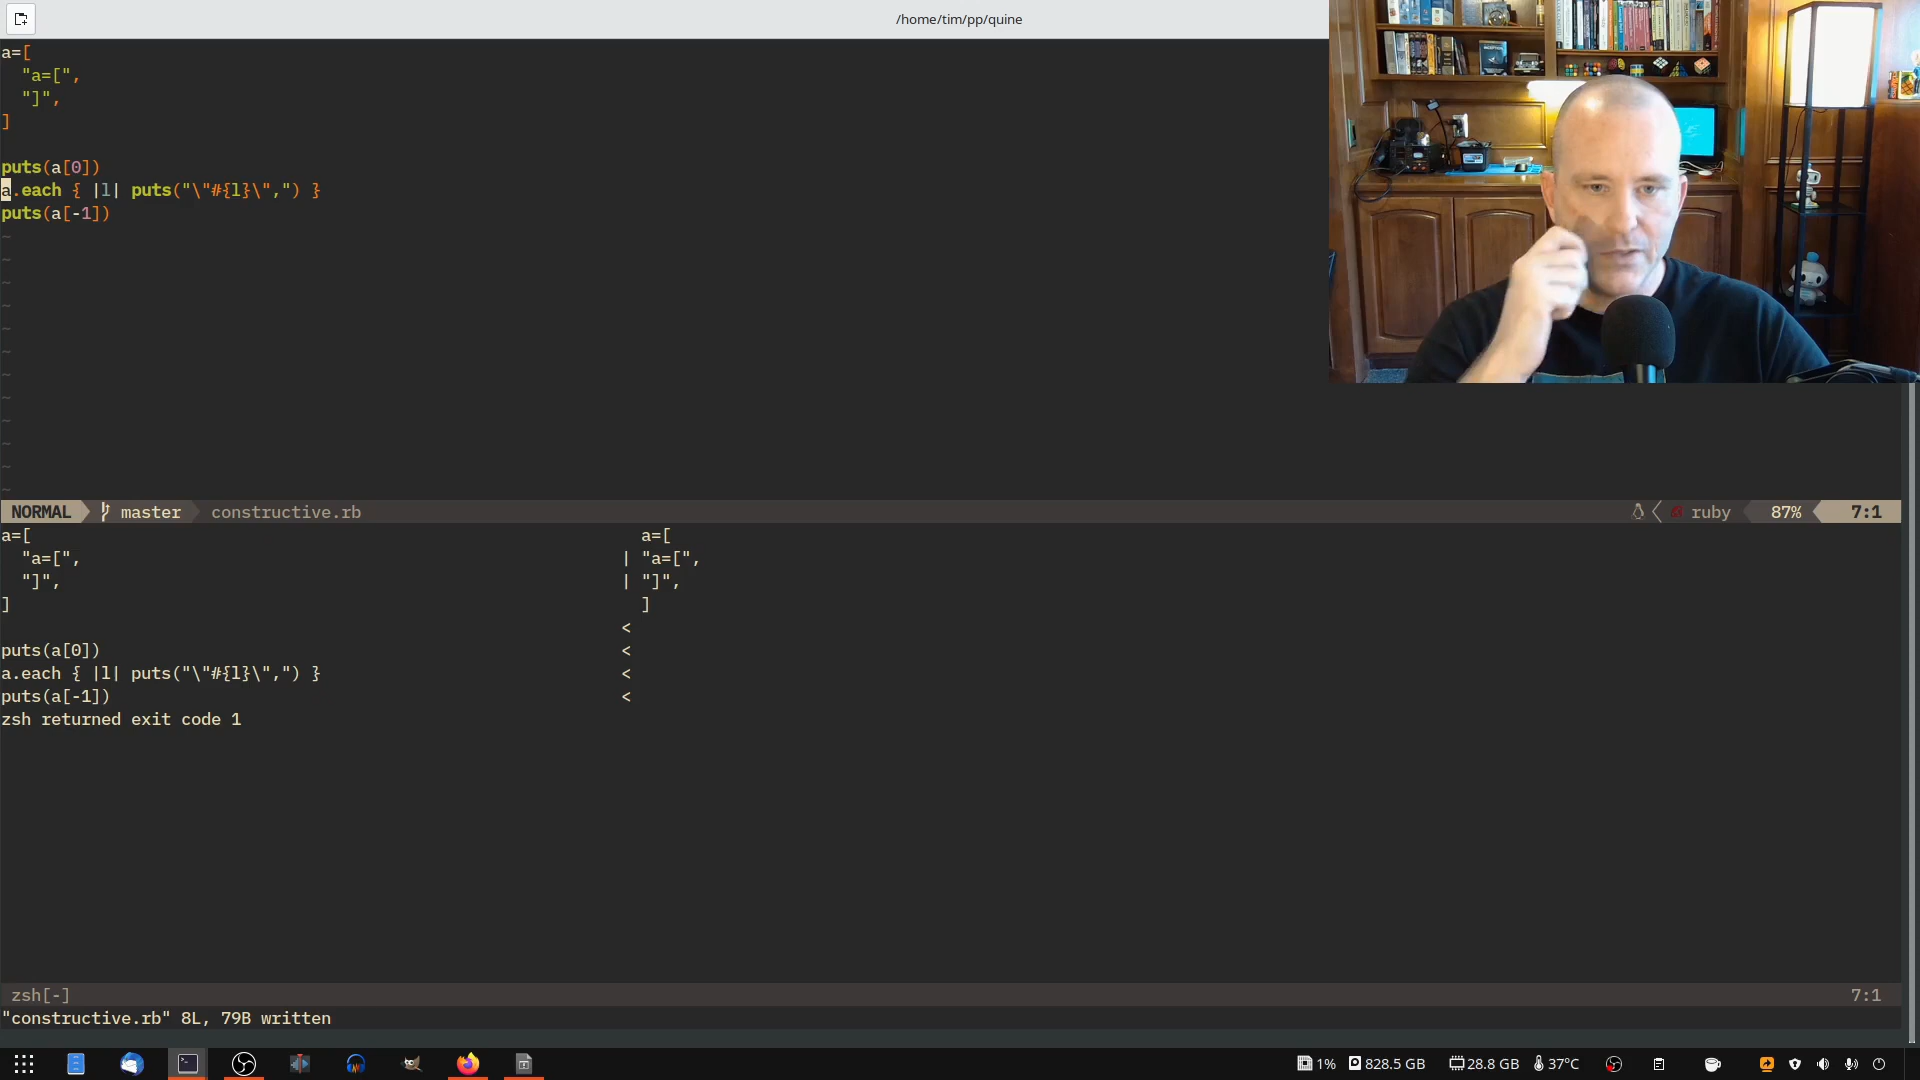 /home/tim/pp/quine
a=[
  "a=[",
  "]",
]
puts(a[0])
a.each { |l| puts("\"#{l}\",") }
puts(a[-1])
~
~
~
~
~
~
~
~
~
~
~
~
NORMAL master constructive.rb ruby 87% 7:1
a=[ a=[
  "a=[", | "a=[",
  "]", | "]",
] ]
<
puts(a[0]) <
a.each { |l| puts("\"#{l}\",") } <
puts(a[-1]) <
zsh returned exit code 1
zsh[-] 7:1
"constructive.rb" 8L, 79B written
1% 828.5 GB 28.8 GB 37°C